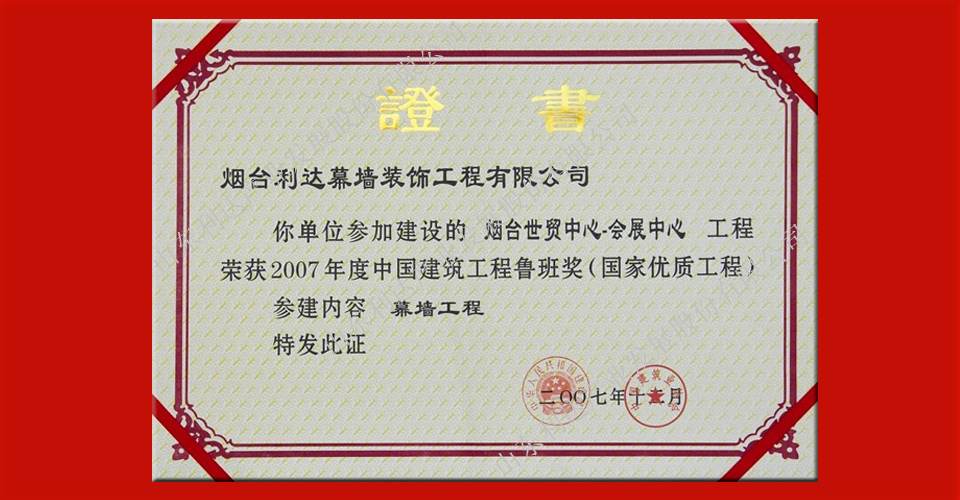 證 書
烟台利达幕墙装饰工程有限公司
你单位参加建设的 烟台世贸中心-会展中心 工程
荣获2007年度中国建筑工程鲁班奖（国家优质工程）
参建内容 幕墙工程
特发此证
二〇〇七年十二月